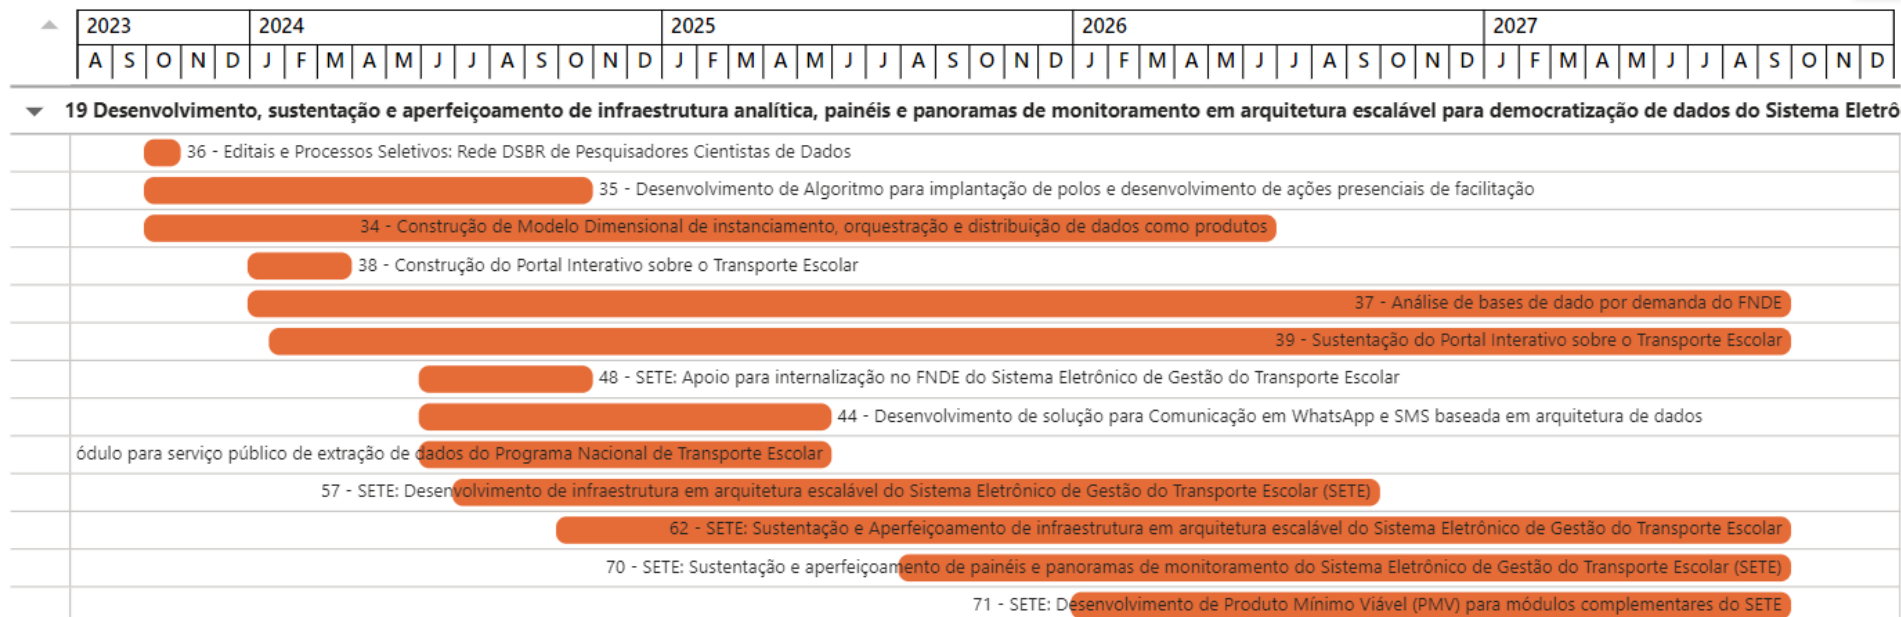 2023 2024 2025 2026 2027
A S O N D J F M A M J J A S O N D J F M A M J J A S O N D J F M A M J J A S O N D J F M A M J J A S O N D
19 Desenvolvimento, sustentação e aperfeiçoamento de infraestrutura analítica, painéis e panoramas de monitoramento em arquitetura escalável para democratização de dados do Sistema Eletrô
36 - Editais e Processos Seletivos: Rede DSBR de Pesquisadores Cientistas de Dados
35 - Desenvolvimento de Algoritmo para implantação de polos e desenvolvimento de ações presenciais de facilitação
34 - Construção de Modelo Dimensional de instanciamento, orquestração e distribuição de dados como produtos
38 - Construção do Portal Interativo sobre o Transporte Escolar
37 - Análise de bases de dado por demanda do FNDE
39 - Sustentação do Portal Interativo sobre o Transporte Escolar
48 - SETE: Apoio para internalização no FNDE do Sistema Eletrônico de Gestão do Transporte Escolar
44 - Desenvolvimento de solução para Comunicação em WhatsApp e SMS baseada em arquitetura de dados
ódulo para serviço público de extração de dados do Programa Nacional de Transporte Escolar
57 - SETE: Desenvolvimento de infraestrutura em arquitetura escalável do Sistema Eletrônico de Gestão do Transporte Escolar (SETE)
62 - SETE: Sustentação e Aperfeiçoamento de infraestrutura em arquitetura escalável do Sistema Eletrônico de Gestão do Transporte Escolar
70 - SETE: Sustentação e aperfeiçoamento de painéis e panoramas de monitoramento do Sistema Eletrônico de Gestão do Transporte Escolar (SETE)
71 - SETE: Desenvolvimento de Produto Mínimo Viável (PMV) para módulos complementares do SETE